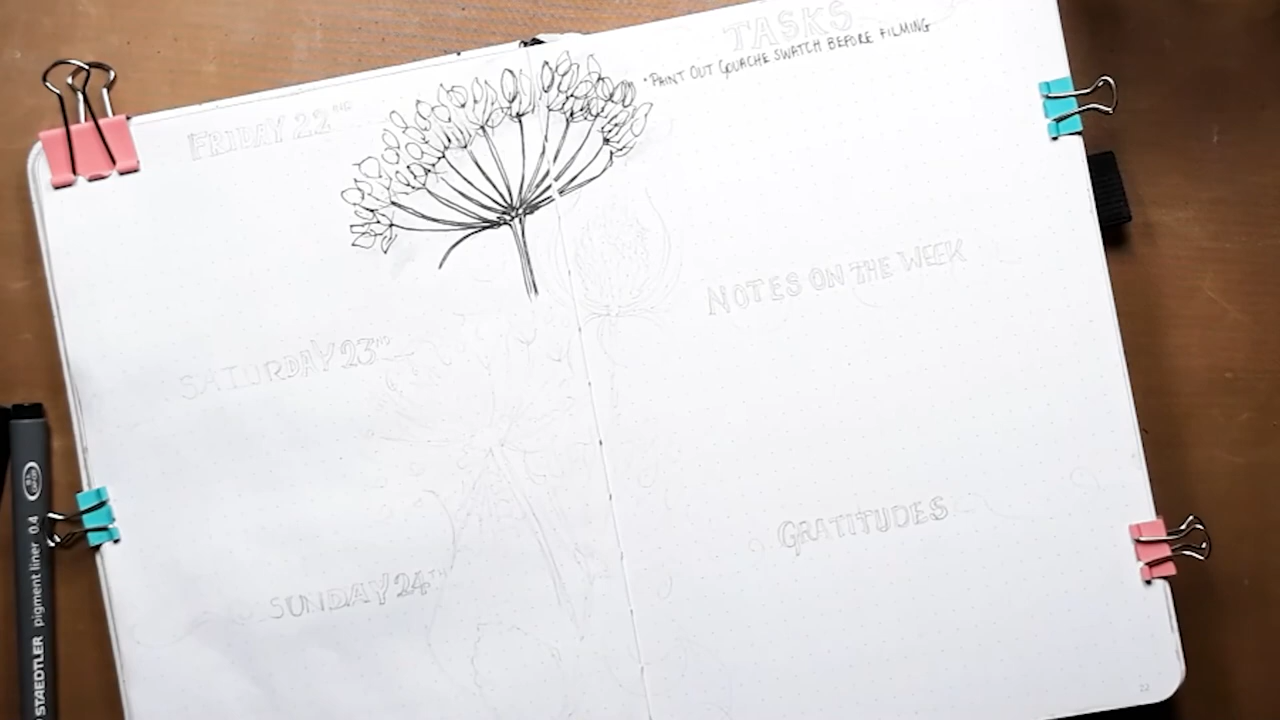 FRIDAY 22ND
SATURDAY 23RD
SUNDAY 24TH
TASKS
• PAINT OUT GOUACHE SWATCH BEFORE FILMING
NOTES ON THE WEEK
GRATITUDES
22
STAEDTLER pigment liner 0.4